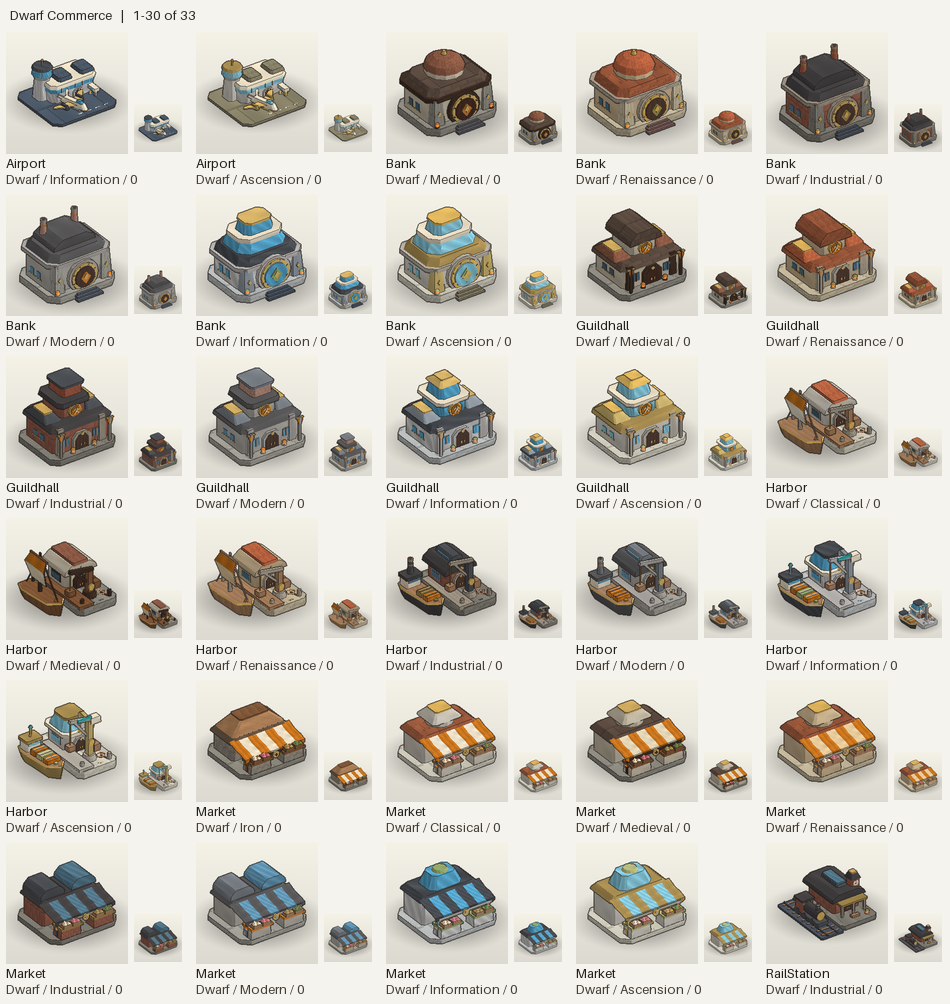 Dwarf Commerce | 1-30 of 33
Airport
Dwarf / Information / 0
Airport
Dwarf / Ascension / 0
Bank
Dwarf / Medieval / 0
Bank
Dwarf / Renaissance / 0
Bank
Dwarf / Industrial / 0
Bank
Dwarf / Modern / 0
Bank
Dwarf / Information / 0
Bank
Dwarf / Ascension / 0
Guildhall
Dwarf / Medieval / 0
Guildhall
Dwarf / Renaissance / 0
Guildhall
Dwarf / Industrial / 0
Guildhall
Dwarf / Modern / 0
Guildhall
Dwarf / Information / 0
Guildhall
Dwarf / Ascension / 0
Harbor
Dwarf / Classical / 0
Harbor
Dwarf / Medieval / 0
Harbor
Dwarf / Renaissance / 0
Harbor
Dwarf / Industrial / 0
Harbor
Dwarf / Modern / 0
Harbor
Dwarf / Information / 0
Harbor
Dwarf / Ascension / 0
Market
Dwarf / Iron / 0
Market
Dwarf / Classical / 0
Market
Dwarf / Medieval / 0
Market
Dwarf / Renaissance / 0
Market
Dwarf / Industrial / 0
Market
Dwarf / Modern / 0
Market
Dwarf / Information / 0
Market
Dwarf / Ascension / 0
RailStation
Dwarf / Industrial / 0